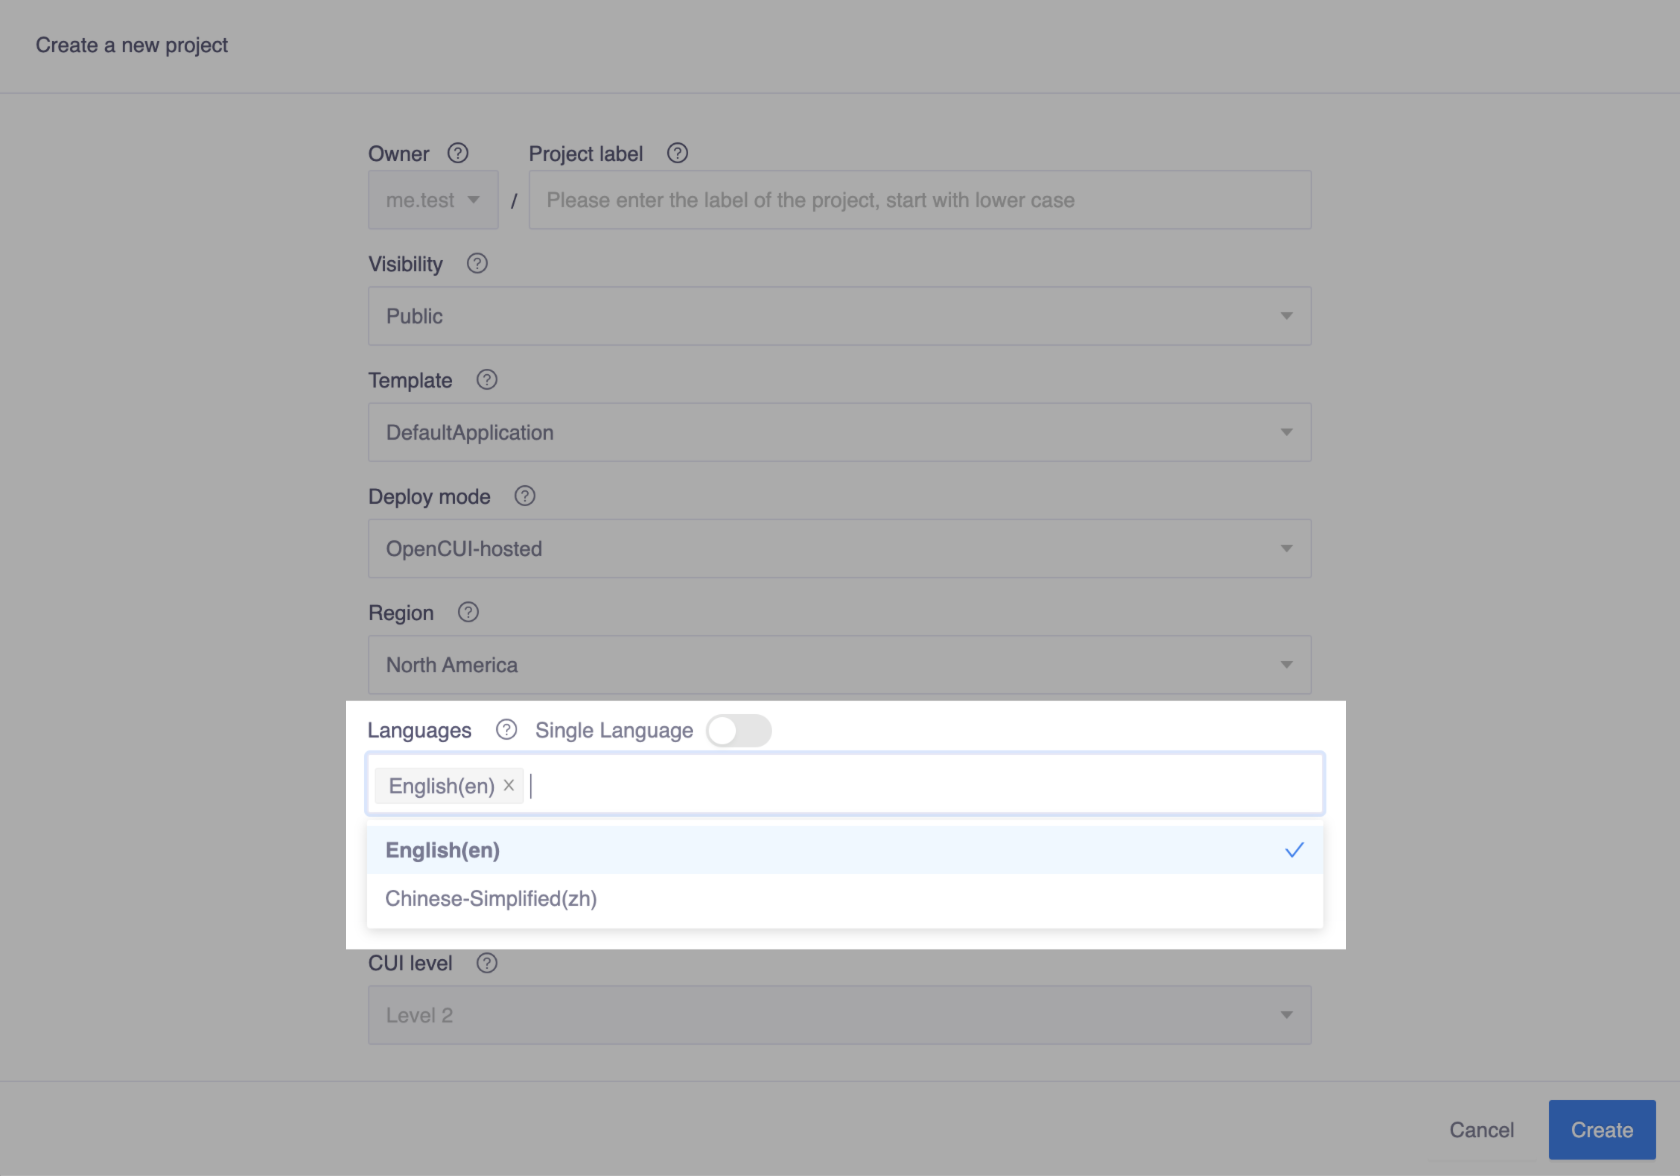 Create a new project
Owner
Project label
me.test
/
Please enter the label of the project, start with lower case
Visibility
Public
Template
DefaultApplication
Deploy mode
OpenCUI-hosted
Region
North America
Languages
Single Language
English(en)
English(en)
Chinese-Simplified(zh)
CUI level
Level 2
Cancel
Create